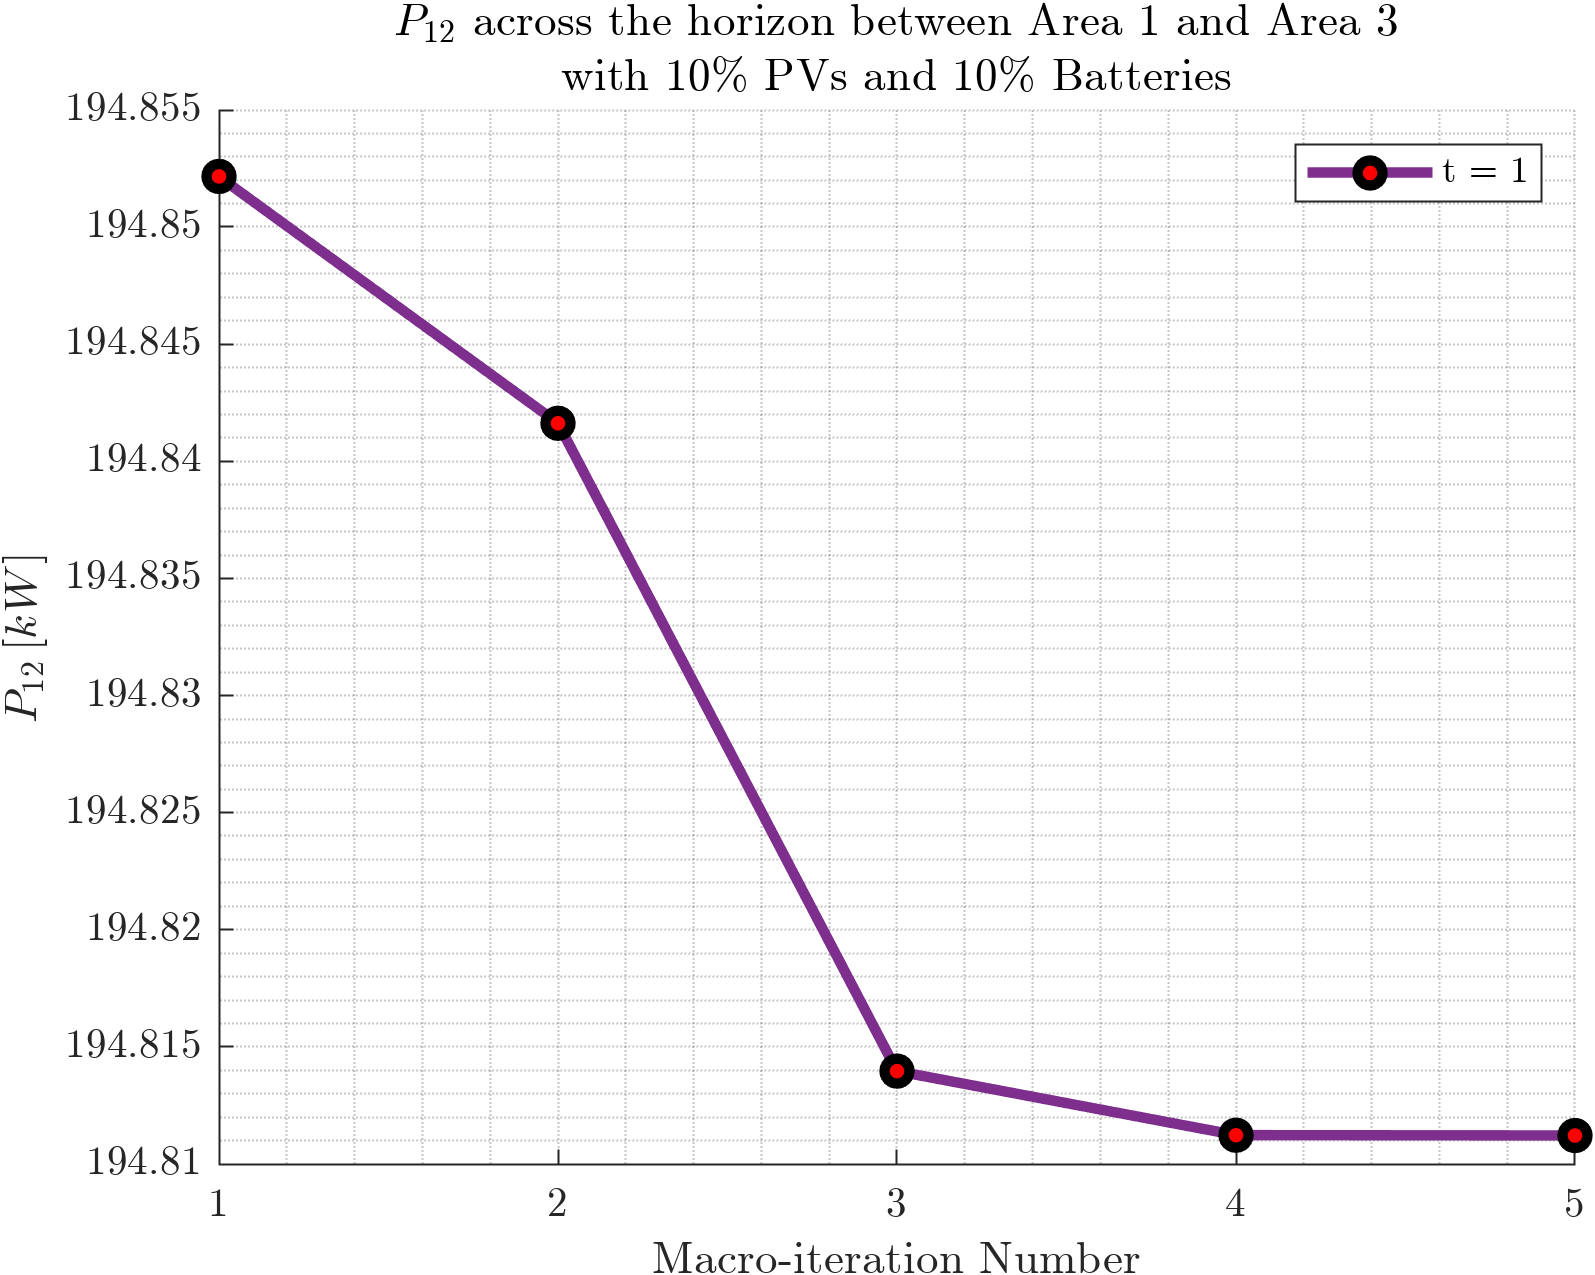 P12 across the horizon between Area 1 and Area 3
with 10% PVs and 10% Batteries
194.855
194.85
194.845
194.84
194.835
194.83
194.825
194.82
194.815
194.81
P12 [kW]
t = 1
1 2 3 4 5
Macro-iteration Number